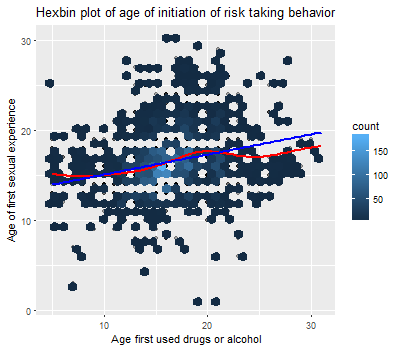 Hexbin plot of age of initiation of risk taking behavior
Age of first sexual experience
30
20
10
0
10
20
30
Age first used drugs or alcohol
count
150
100
50